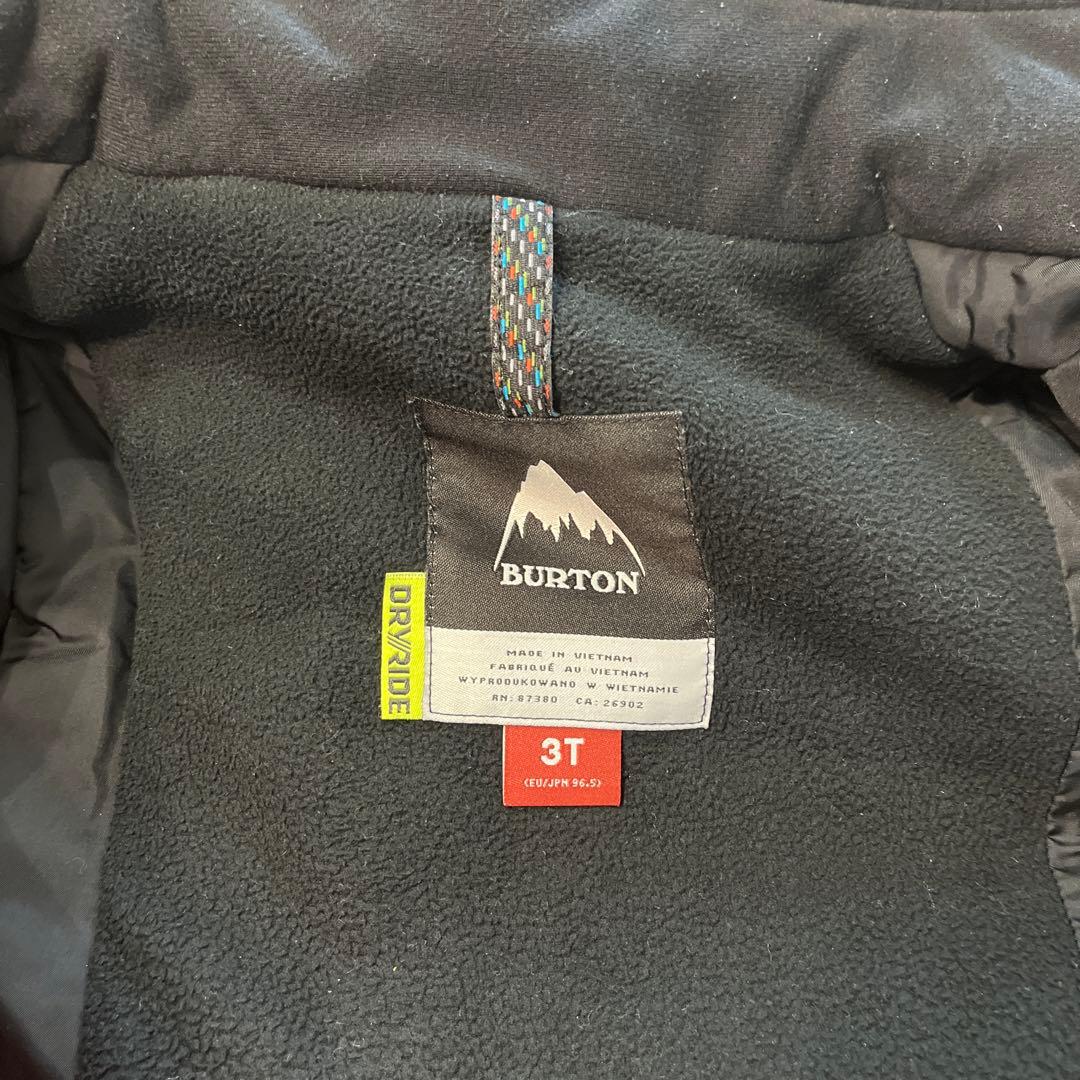 BURTON
DRY//RIDE
MADE IN VIETNAM
FABRIQUÉ AU VIETNAM
WYPRODUKOWANO W WIETNAMIE
RN: 87380 CA: 26902
3T
(EU/JPN 96.5)